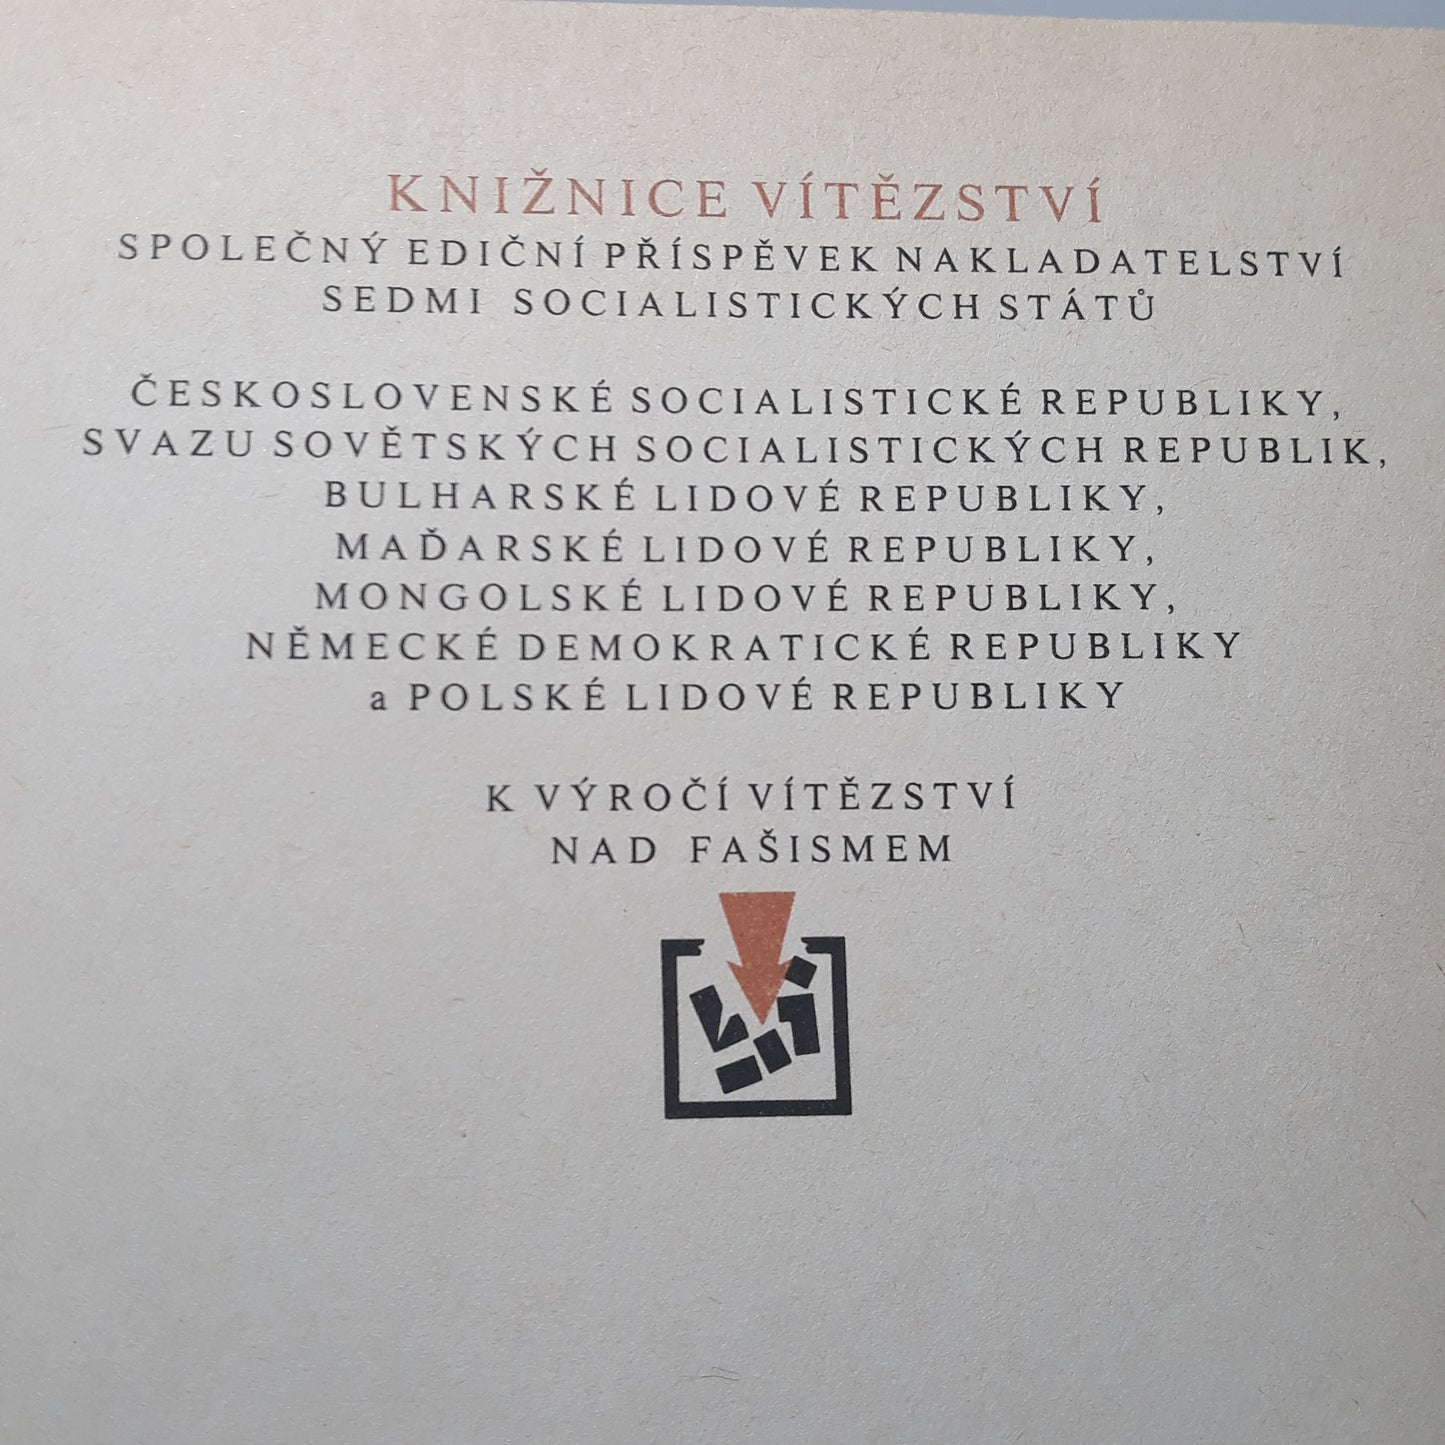 KNIŽNICE VÍTĚZSTVÍ
SPOLEČNÝ EDIČNÍ PŘÍSPĚVEK NAKLADATELSTVÍ
SEDMI SOCIALISTICKÝCH STÁTŮ
ČESKOSLOVENSKÉ SOCIALISTICKÉ REPUBLIKY,
SVAZU SOVĚTSKÝCH SOCIALISTICKÝCH REPUBLIK,
BULHARSKÉ LIDOVÉ REPUBLIKY,
MAĎARSKÉ LIDOVÉ REPUBLIKY,
MONGOLSKÉ LIDOVÉ REPUBLIKY,
NĚMECKÉ DEMOKRATICKÉ REPUBLIKY
a POLSKÉ LIDOVÉ REPUBLIKY
K VÝROČÍ VÍTĚZSTVÍ
NAD FAŠISMEM